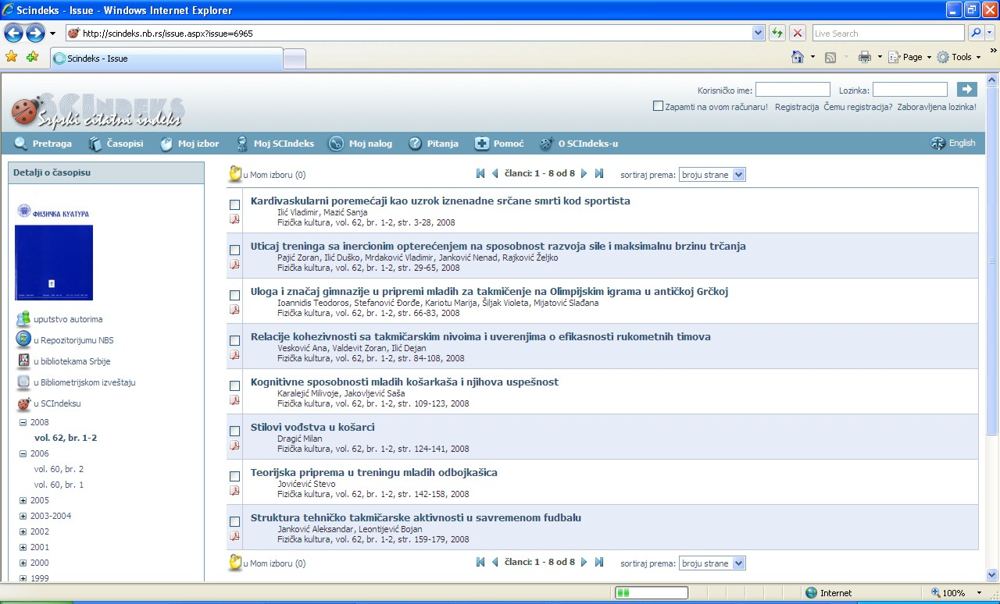 Scindeks - Issue - Windows Internet Explorer
http://scindeks.nb.rs/issue.aspx?issue=6965
Live Search
Scindeks - Issue
Page
Tools
SCIndeks
Srpski citatni indeks
Korisničko ime:
Lozinka:
Zapamti na ovom računaru!
Registracija
Čemu registracija?
Zaboravljena lozinka!
Pretraga
Časopisi
Moj izbor
Moj SCIndeks
Moj nalog
Pitanja
Pomoć
O SCIndeks-u
English
Detalji o časopisu
ФИЗИЧКА КУЛТУРА
uputstvo autorima
u Repozitorijumu NBS
u bibliotekama Srbije
u Bibliometrijskom izveštaju
u SCIndeksu
2008
vol. 62, br. 1-2
2006
vol. 60, br. 2
vol. 60, br. 1
2005
2003-2004
2002
2001
2000
1999
u Mom izboru (0)
članci: 1 - 8 od 8
sortiraj prema: broju strane
Kardivaskularni poremećaji kao uzrok iznenadne srčane smrti kod sportista
Ilić Vladimir, Mazić Sanja
Fizička kultura, vol. 62, br. 1-2, str. 3-28, 2008
Uticaj treninga sa inercionim opterećenjem na sposobnost razvoja sile i maksimalnu brzinu trčanja
Pajić Zoran, Ilić Duško, Mrdaković Vladimir, Janković Nenad, Rajković Željko
Fizička kultura, vol. 62, br. 1-2, str. 29-65, 2008
Uloga i značaj gimnazije u pripremi mladih za takmičenje na Olimpijskim igrama u antičkoj Grčkoj
Ioannidis Teodoros, Stefanović Đorđe, Kariotu Marija, Šiljak Violeta, Mijatović Slađana
Fizička kultura, vol. 62, br. 1-2, str. 66-83, 2008
Relacije kohezivnosti sa takmičarskim nivoima i uverenjima o efikasnosti rukometnih timova
Vesković Ana, Valdevit Zoran, Ilić Dejan
Fizička kultura, vol. 62, br. 1-2, str. 84-108, 2008
Kognitivne sposobnosti mladih košarkaša i njihova uspešnost
Karalejić Milivoje, Jakovljević Saša
Fizička kultura, vol. 62, br. 1-2, str. 109-123, 2008
Stilovi vođstva u košarci
Dragić Milan
Fizička kultura, vol. 62, br. 1-2, str. 124-141, 2008
Teorijska priprema u treningu mladih odbojkašica
Jovićević Stevo
Fizička kultura, vol. 62, br. 1-2, str. 142-158, 2008
Struktura tehničko takmičarske aktivnosti u savremenom fudbalu
Janković Aleksandar, Leontijević Bojan
Fizička kultura, vol. 62, br. 1-2, str. 159-179, 2008
u Mom izboru (0)
članci: 1 - 8 od 8
sortiraj prema: broju strane
Internet
100%